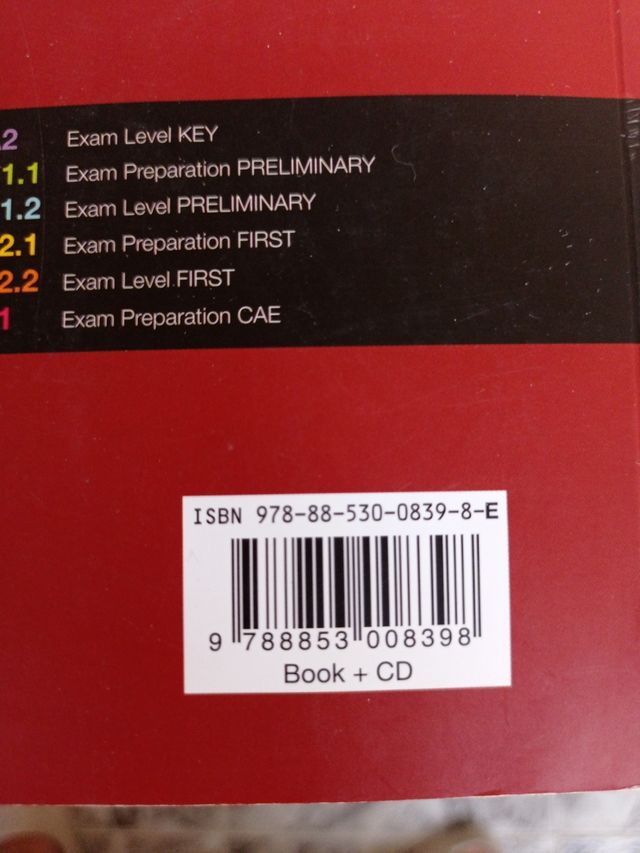 .2 Exam Level KEY
1.1 Exam Preparation PRELIMINARY
1.2 Exam Level PRELIMINARY
2.1 Exam Preparation FIRST
2.2 Exam Level FIRST
1 Exam Preparation CAE
ISBN 978-88-530-0839-8-E
9 788853 008398
Book + CD